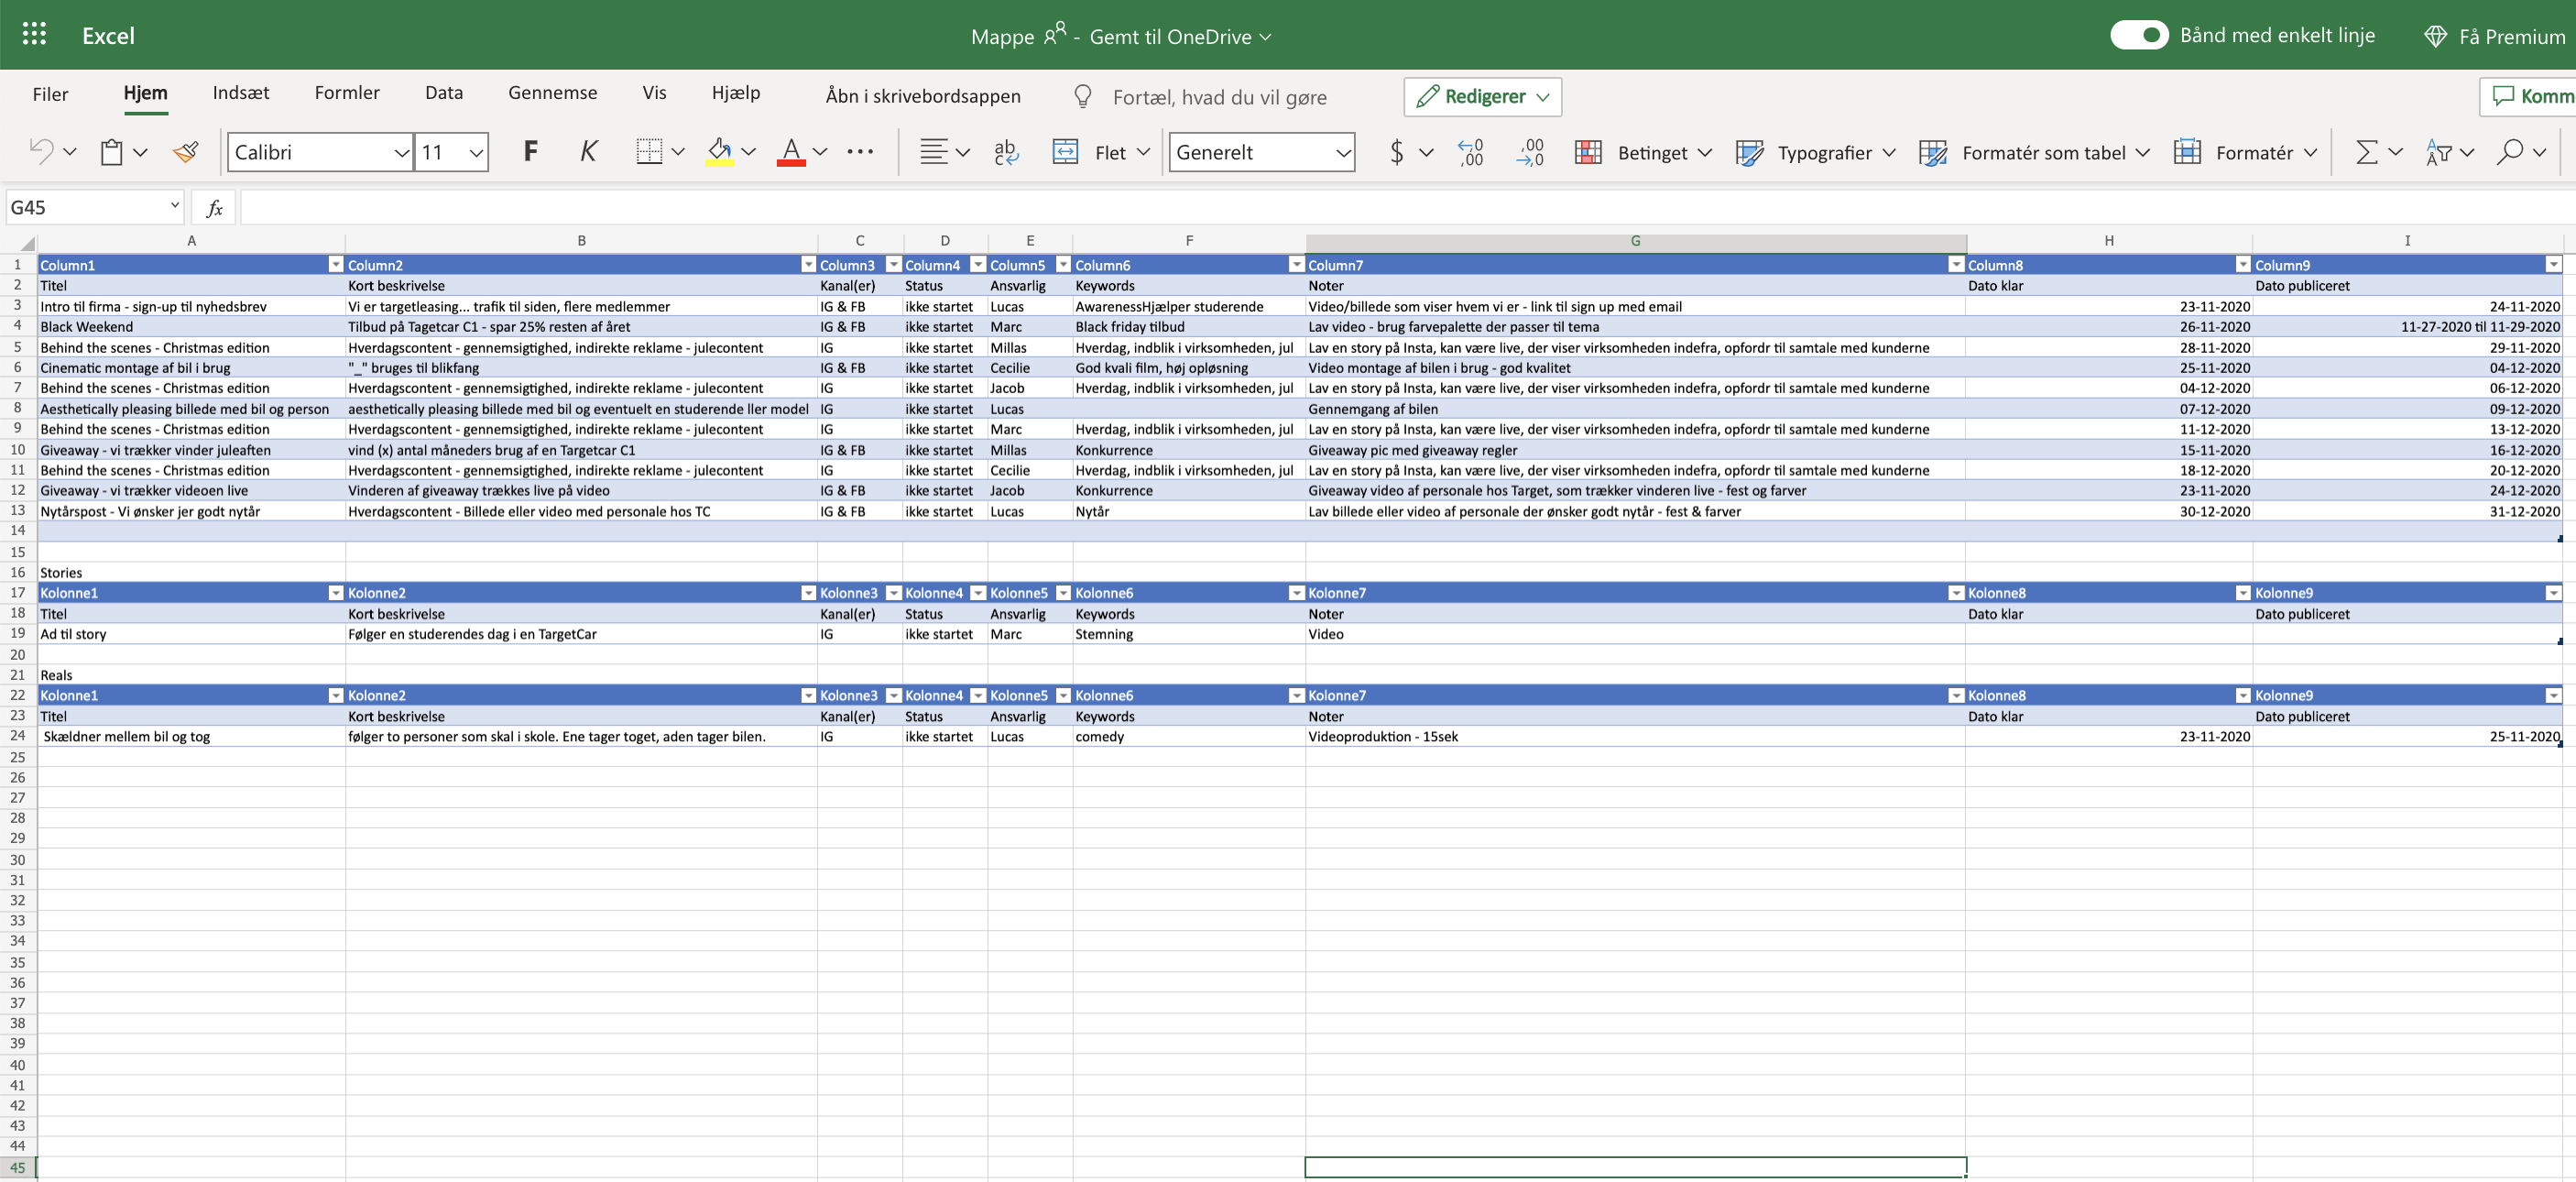 Excel Mappe - Gemt til OneDrive Bånd med enkelt linje Få Premium
Filer Hjem Indsæt Formler Data Gennemse Vis Hjælp Åbn i skrivebordsappen Fortæl, hvad du vil gøre Redigerer Komm
Calibri 11 F K A ab c Flet Generelt $ ,00 ,00 Betinget Typografier Formatér som tabel Formatér
G45 fx
A B C D E F G H I
1 Column1 Column2 Column3 Column4 Column5 Column6 Column7 Column8 Column9
2 Titel Kort beskrivelse Kanal(er) Status Ansvarlig Keywords Noter Dato klar Dato publiceret
3 Intro til firma - sign-up til nyhedsbrev Vi er targetleasing... trafik til siden, flere medlemmer IG & FB ikke startet Lucas AwarenessHjælper studerende Video/billede som viser hvem vi er - link til sign up med email 23-11-2020 24-11-2020
4 Black Weekend Tilbud på Tagetcar C1 - spar 25% resten af året IG & FB ikke startet Marc Black friday tilbud Lav video - brug farvepalette der passer til tema 26-11-2020 11-27-2020 til 11-29-2020
5 Behind the scenes - Christmas edition Hverdagscontent - gennemsigtighed, indirekte reklame - julecontent IG ikke startet Millas Hverdag, indblik i virksomheden, jul Lav en story på Insta, kan være live, der viser virksomheden indefra, opfordr til samtale med kunderne 28-11-2020 29-11-2020
6 Cinematic montage af bil i brug "_" bruges til blikfang IG & FB ikke startet Cecilie God kvali film, høj opløsning Video montage af bilen i brug - god kvalitet 25-11-2020 04-12-2020
7 Behind the scenes - Christmas edition Hverdagscontent - gennemsigtighed, indirekte reklame - julecontent IG ikke startet Jacob Hverdag, indblik i virksomheden, jul Lav en story på Insta, kan være live, der viser virksomheden indefra, opfordr til samtale med kunderne 04-12-2020 06-12-2020
8 Aesthetically pleasing billede med bil og person aesthetically pleasing billede med bil og eventuelt en studerende ller model IG ikke startet Lucas Gennemgang af bilen 07-12-2020 09-12-2020
9 Behind the scenes - Christmas edition Hverdagscontent - gennemsigtighed, indirekte reklame - julecontent IG ikke startet Marc Hverdag, indblik i virksomheden, jul Lav en story på Insta, kan være live, der viser virksomheden indefra, opfordr til samtale med kunderne 11-12-2020 13-12-2020
10 Giveaway - vi trækker vinder juleaften vind (x) antal måneders brug af en Targetcar C1 IG & FB ikke startet Millas Konkurrence Giveaway pic med giveaway regler 15-11-2020 16-12-2020
11 Behind the scenes - Christmas edition Hverdagscontent - gennemsigtighed, indirekte reklame - julecontent IG ikke startet Cecilie Hverdag, indblik i virksomheden, jul Lav en story på Insta, kan være live, der viser virksomheden indefra, opfordr til samtale med kunderne 18-12-2020 20-12-2020
12 Giveaway - vi trækker videoen live Vinderen af giveaway trækkes live på video IG & FB ikke startet Jacob Konkurrence Giveaway video af personale hos Target, som trækker vinderen live - fest og farver 23-11-2020 24-12-2020
13 Nytårspost - Vi ønsker jer godt nytår Hverdagscontent - Billede eller video med personale hos TC IG & FB ikke startet Lucas Nytår Lav billede eller video af personale der ønsker godt nytår - fest & farver 30-12-2020 31-12-2020
14
15
16 Stories
17 Kolonne1 Kolonne2 Kolonne3 Kolonne4 Kolonne5 Kolonne6 Kolonne7 Kolonne8 Kolonne9
18 Titel Kort beskrivelse Kanal(er) Status Ansvarlig Keywords Noter Dato klar Dato publiceret
19 Ad til story Følger en studerendes dag i en TargetCar IG ikke startet Marc Stemning Video
20
21 Reals
22 Kolonne1 Kolonne2 Kolonne3 Kolonne4 Kolonne5 Kolonne6 Kolonne7 Kolonne8 Kolonne9
23 Titel Kort beskrivelse Kanal(er) Status Ansvarlig Keywords Noter Dato klar Dato publiceret
24 Skældner mellem bil og tog følger to personer som skal i skole. Ene tager toget, aden tager bilen. IG ikke startet Lucas comedy Videoproduktion - 15sek 23-11-2020 25-11-2020
25
26
27
28
29
30
31
32
33
34
35
36
37
38
39
40
41
42
43
44
45